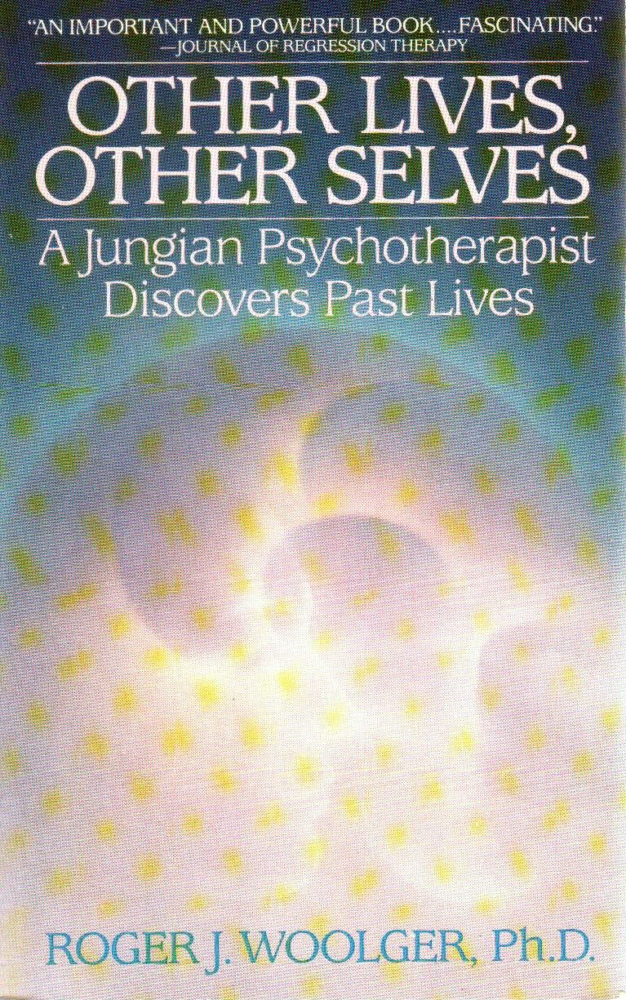 “AN IMPORTANT AND POWERFUL BOOK....FASCINATING.”
—JOURNAL OF REGRESSION THERAPY
OTHER LIVES,
OTHER SELVES
A Jungian Psychotherapist
Discovers Past Lives
ROGER J. WOOLGER, Ph.D.